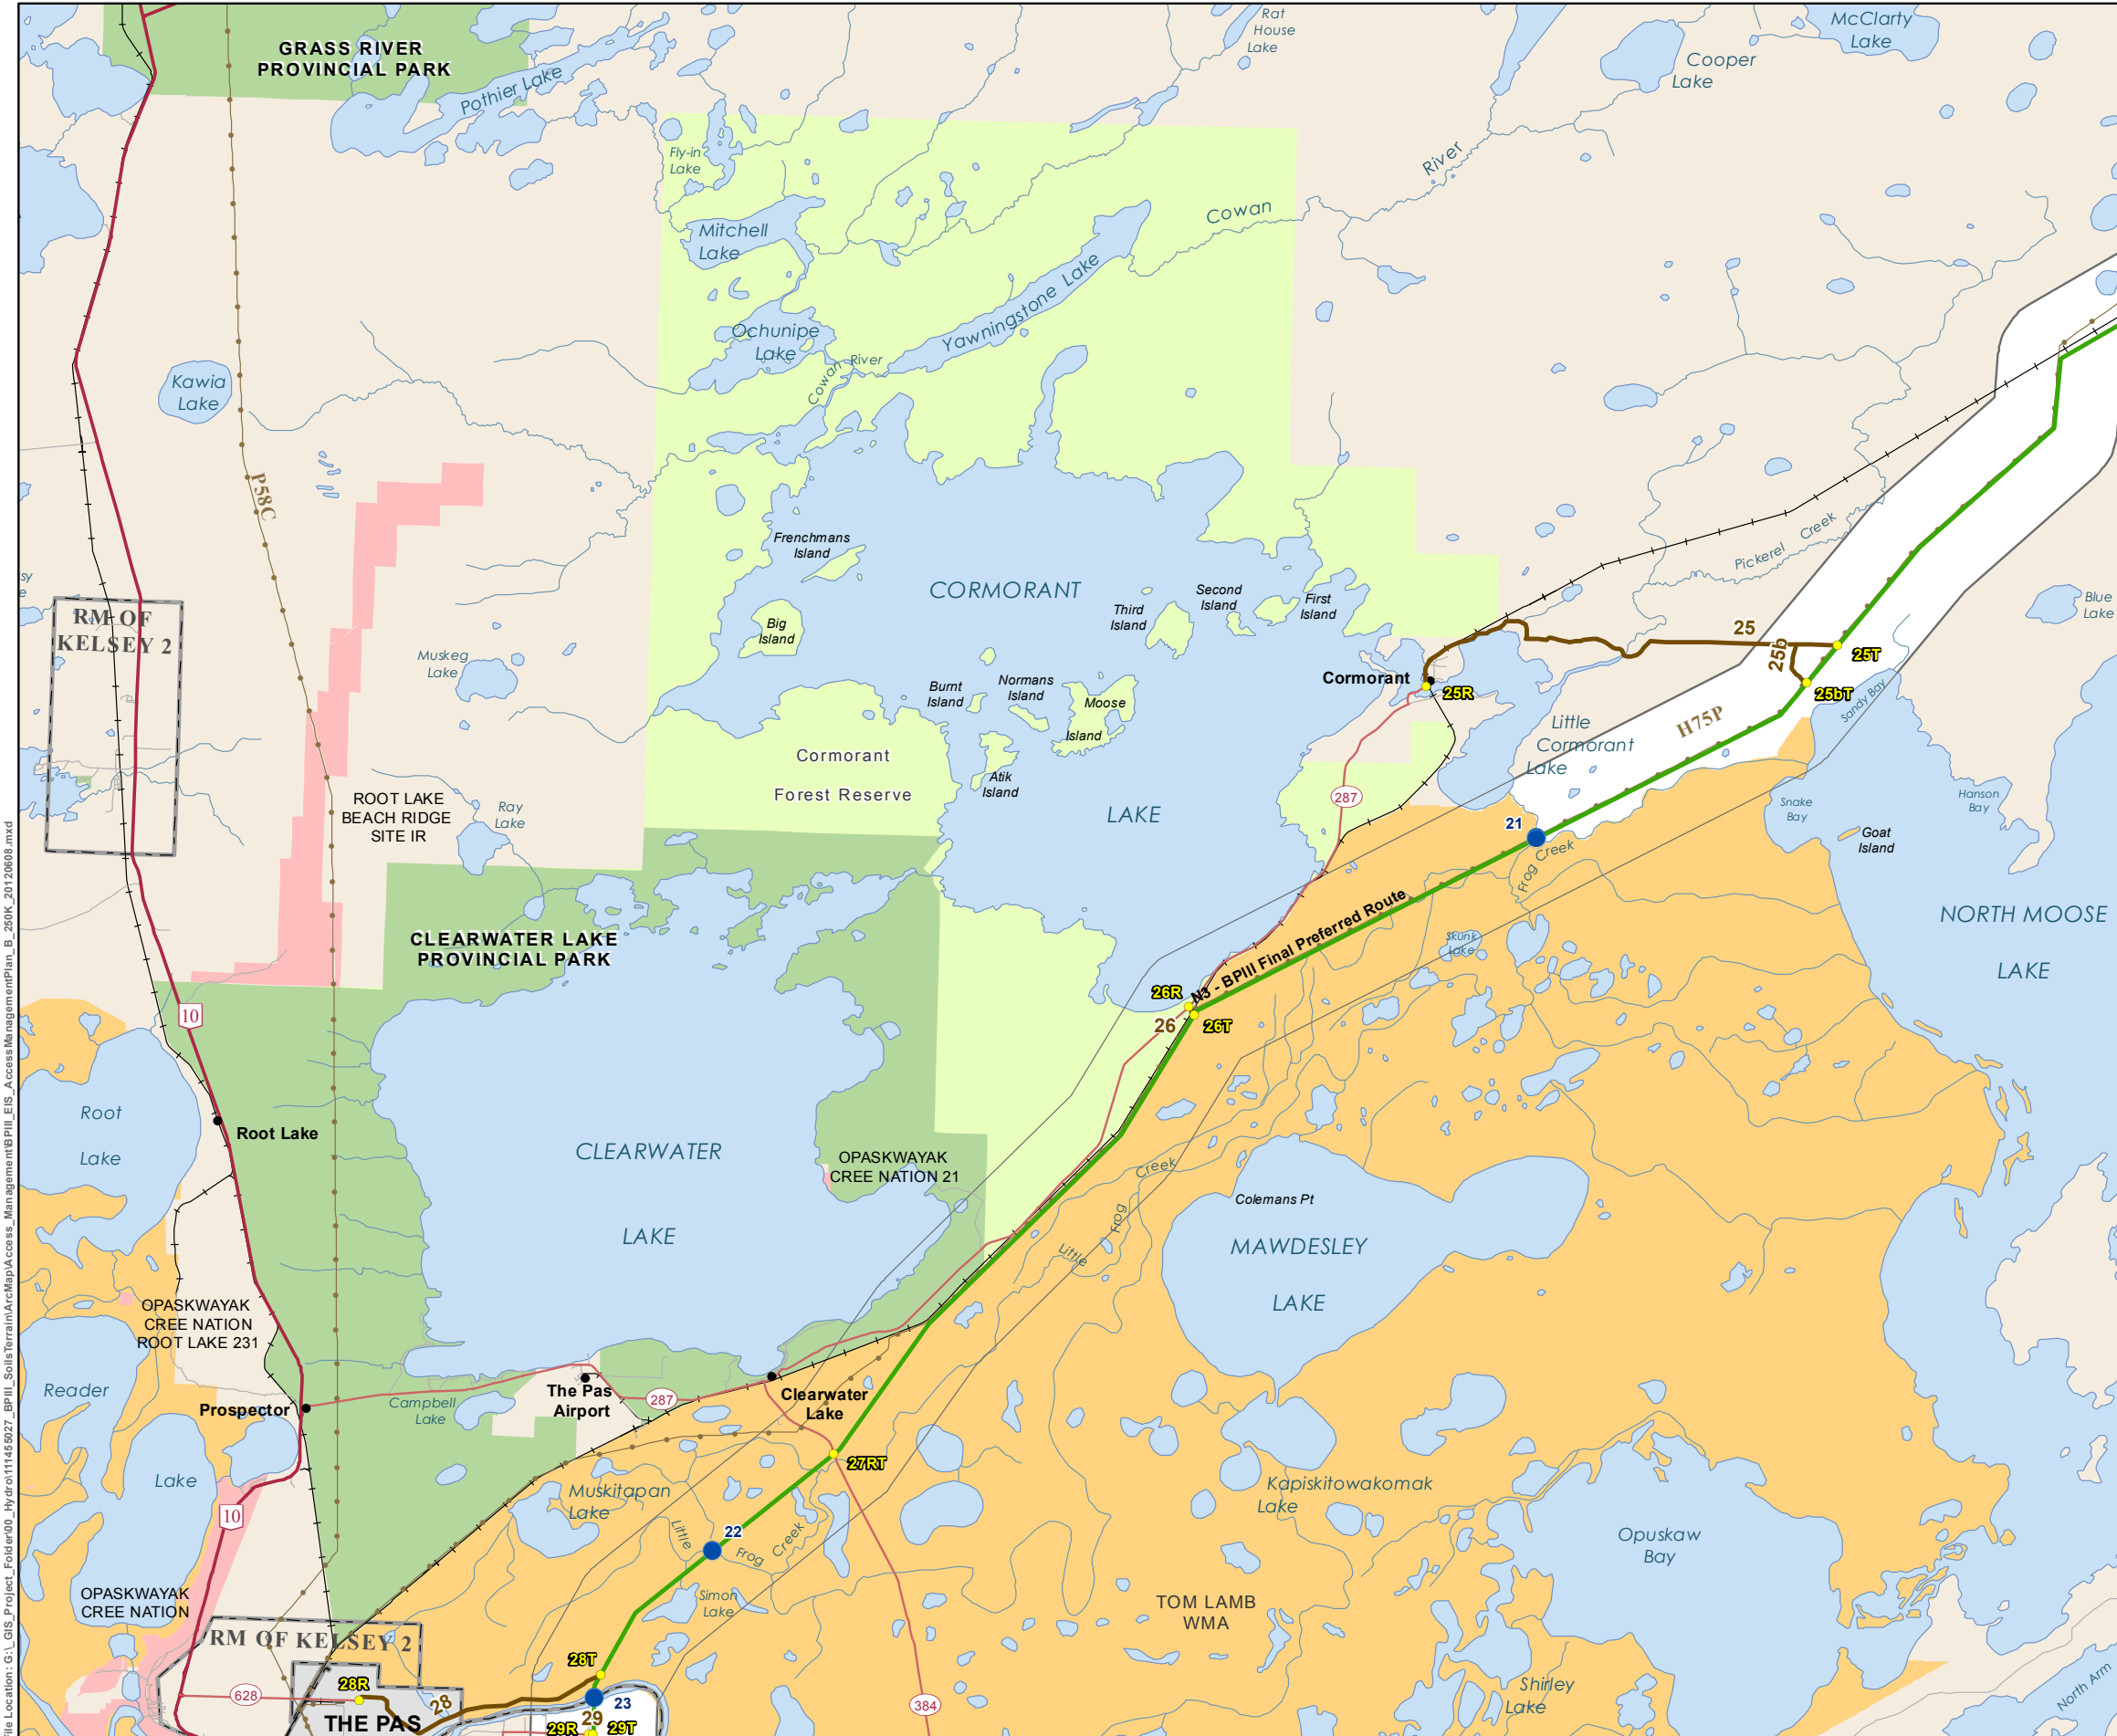 GRASS RIVER
PROVINCIAL PARK
Pothier Lake
Rat
House
Lake
McClarty
Lake
Cooper
Lake
Fly-in
Lake
River
Cowan
Mitchell
Lake
Yawningstone Lake
Ochunipe
Lake
Cowan River
Kawia
Lake
P58C
Frenchmans
Island
CORMORANT
Pickerel Creek
Second
Island
Third
Island
First
Island
Big
Island
Blue
Lake
RM OF
KELSEY 2
Muskeg
Lake
25
25b
25T
Cormorant
25R
25bT
Sandy Bay
Burnt
Island
Normans
Island
Moose
Island
H75P
Little
Cormorant
Lake
Cormorant
Forest Reserve
Atik
Island
LAKE
287
ROOT LAKE
BEACH RIDGE
SITE IR
Ray
Lake
21
Snake
Bay
Hanson
Bay
Goat
Island
Frog Creek
CLEARWATER LAKE
PROVINCIAL PARK
N3 - BPIII Final Preferred Route
Skunk
Lake
NORTH MOOSE
LAKE
26R
26
26T
10
Root
Lake
Root Lake
CLEARWATER
LAKE
OPASKWAYAK
CREE NATION 21
Creek
Frog
Little
Colemans Pt
MAWDESLEY
LAKE
OPASKWAYAK
CREE NATION
ROOT LAKE 231
Reader
Lake
Prospector
Campbell
Lake
The Pas
Airport
287
Clearwater
Lake
27RT
10
Muskitapan
Lake
Kapiskitowakomak
Lake
22
Little
Frog Creek
Opuskaw
Bay
Simon
Lake
OPASKWAYAK
CREE NATION
TOM LAMB
WMA
RM OF KELSEY 2
28T
28R
628
28
23
29
29R
29T
THE PAS
384
Shirley
Lake
North Arm
File Location: G:\_GIS_Project_Folder\00_Hydro\111455027_BPIII_SoilsTerrain\ArcMap\Access_Management\BPIII_EIS_AccessManagementPlan_B_250K_20120608.mxd